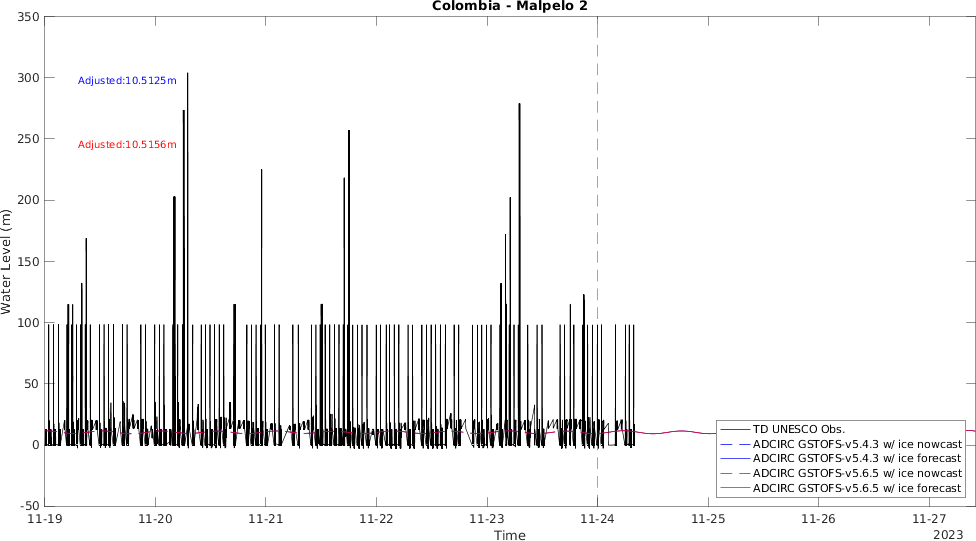 Colombia - Malpelo 2
350
300
250
200
150
100
50
0
-50
Water Level (m)
Adjusted:10.5125m
Adjusted:10.5156m
TD UNESCO Obs.
ADCIRC GSTOFS-v5.4.3 w/ ice nowcast
ADCIRC GSTOFS-v5.4.3 w/ ice forecast
ADCIRC GSTOFS-v5.6.5 w/ ice nowcast
ADCIRC GSTOFS-v5.6.5 w/ ice forecast
11-19 11-20 11-21 11-22 11-23 11-24 11-25 11-26 11-27
Time
2023